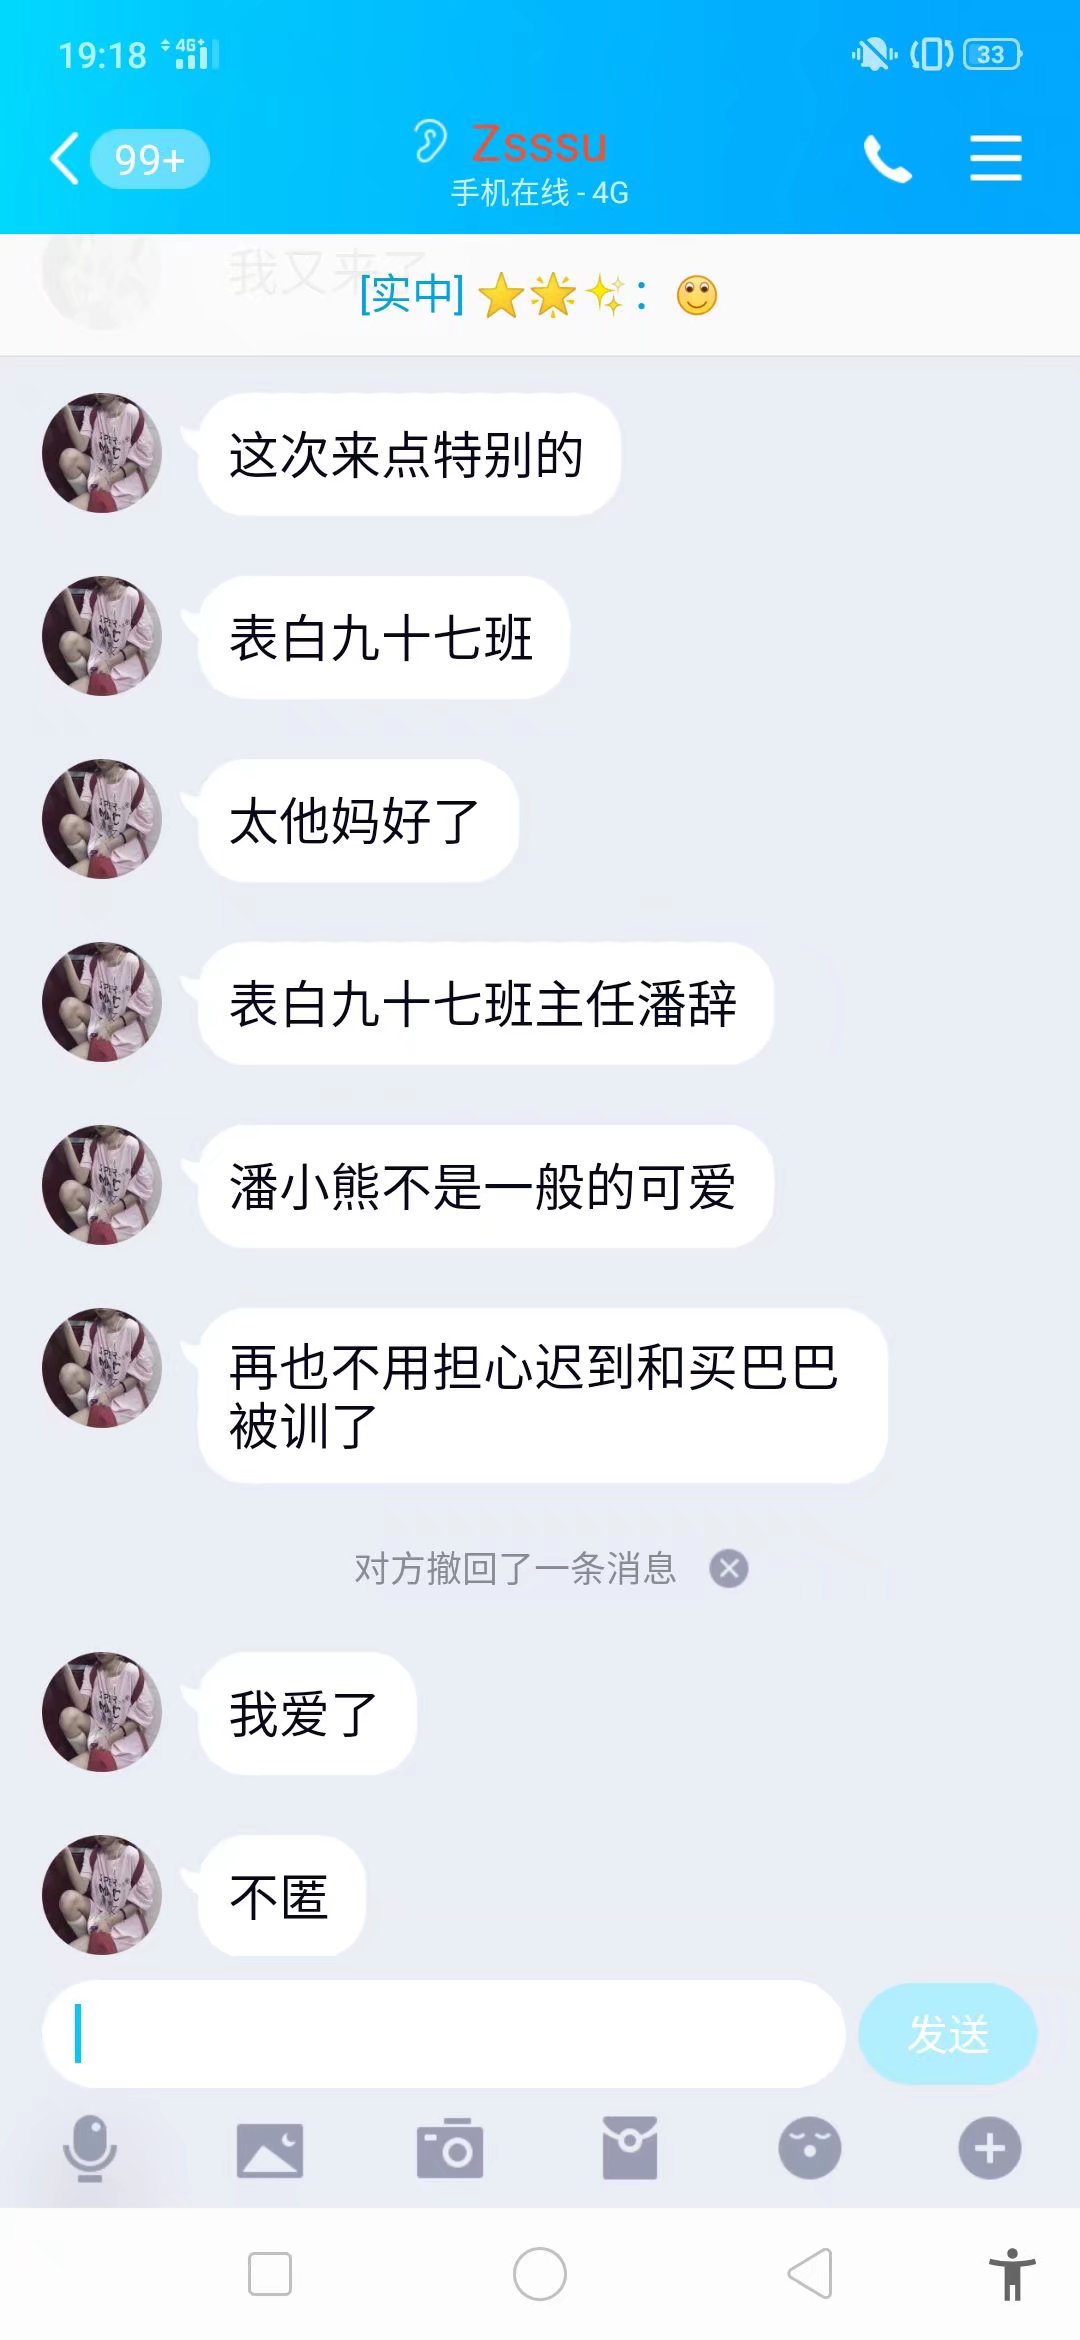 19:18 4G+ 33
99+ Zsssu
手机在线 - 4G
我又来了
[实中] ⭐🌟✨：
这次来点特别的
表白九十七班
太他妈好了
表白九十七班主任潘辞
潘小熊不是一般的可爱
再也不用担心迟到和买巴巴
被训了
对方撤回了一条消息
我爱了
不匿
发送